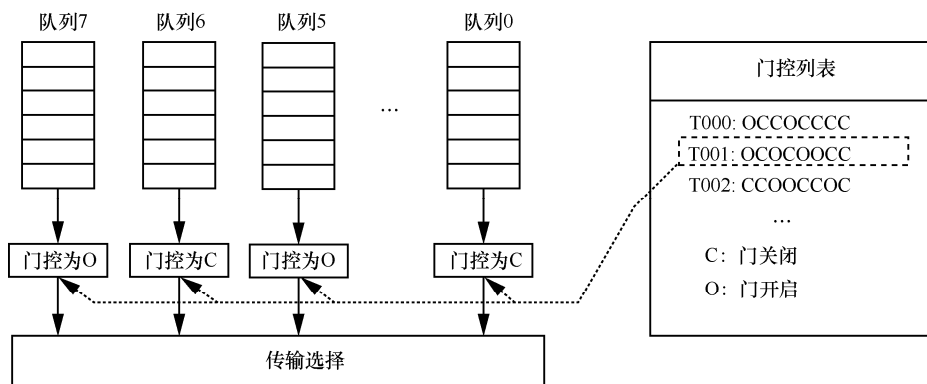 队列7 队列6 队列5 队列0
…
门控为O 门控为C 门控为O 门控为C
传输选择
门控列表
T000: OCCOCCCC
T001: OCOCOOCC
T002: CCOOCCOC
…
C：门关闭
O：门开启